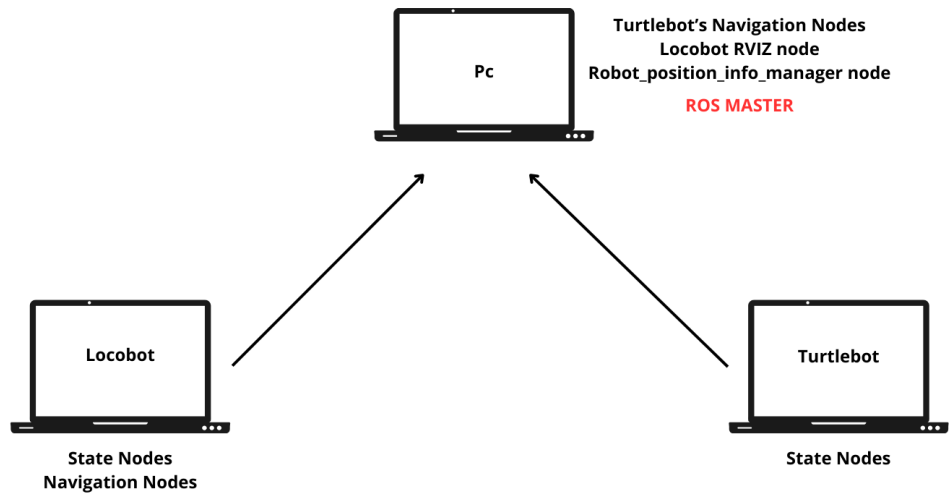 Turtlebot's Navigation Nodes
Locobot RVIZ node
Pc
Robot_position_info_manager node
ROS MASTER
Locobot
Turtlebot
State Nodes
Navigation Nodes
State Nodes